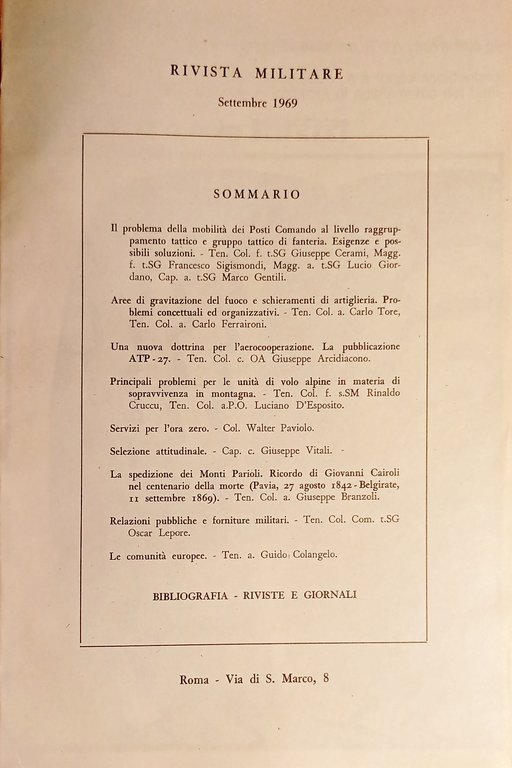 RIVISTA MILITARE
Settembre 1969
SOMMARIO
Il problema della mobilità dei Posti Comando al livello raggrup-
pamento tattico e gruppo tattico di fanteria. Esigenze e pos-
sibili soluzioni. - Ten. Col. f. t.SG Giuseppe Cerami, Magg.
f. t.SG Francesco Sigismondi, Magg. a. t.SG Lucio Gior-
dano, Cap. a. t.SG Marco Gentili.
Aree di gravitazione del fuoco e schieramenti di artiglieria. Pro-
blemi concettuali ed organizzativi. - Ten. Col. a. Carlo Tore,
Ten. Col. a. Carlo Ferraironi.
Una nuova dottrina per l'aerocooperazione. La pubblicazione
ATP - 27. - Ten. Col. c. OA Giuseppe Arcidiacono.
Principali problemi per le unità di volo alpine in materia di
sopravvivenza in montagna. - Ten. Col. f. s.SM Rinaldo
Cruccu, Ten. Col. a.P.O. Luciano D'Esposito.
Servizi per l'ora zero. - Col. Walter Paviolo.
Selezione attitudinale. - Cap. c. Giuseppe Vitali. -
La spedizione dei Monti Parioli. Ricordo di Giovanni Cairoli
nel centenario della morte (Pavia, 27 agosto 1842 - Belgirate,
11 settembre 1869). - Ten. Col. a. Giuseppe Branzoli.
Relazioni pubbliche e forniture militari. - Ten. Col. Com. t.SG
Oscar Lepore.
Le comunità europee. - Ten. a. Guido Colangelo.
BIBLIOGRAFIA - RIVISTE E GIORNALI
Roma - Via di S. Marco, 8